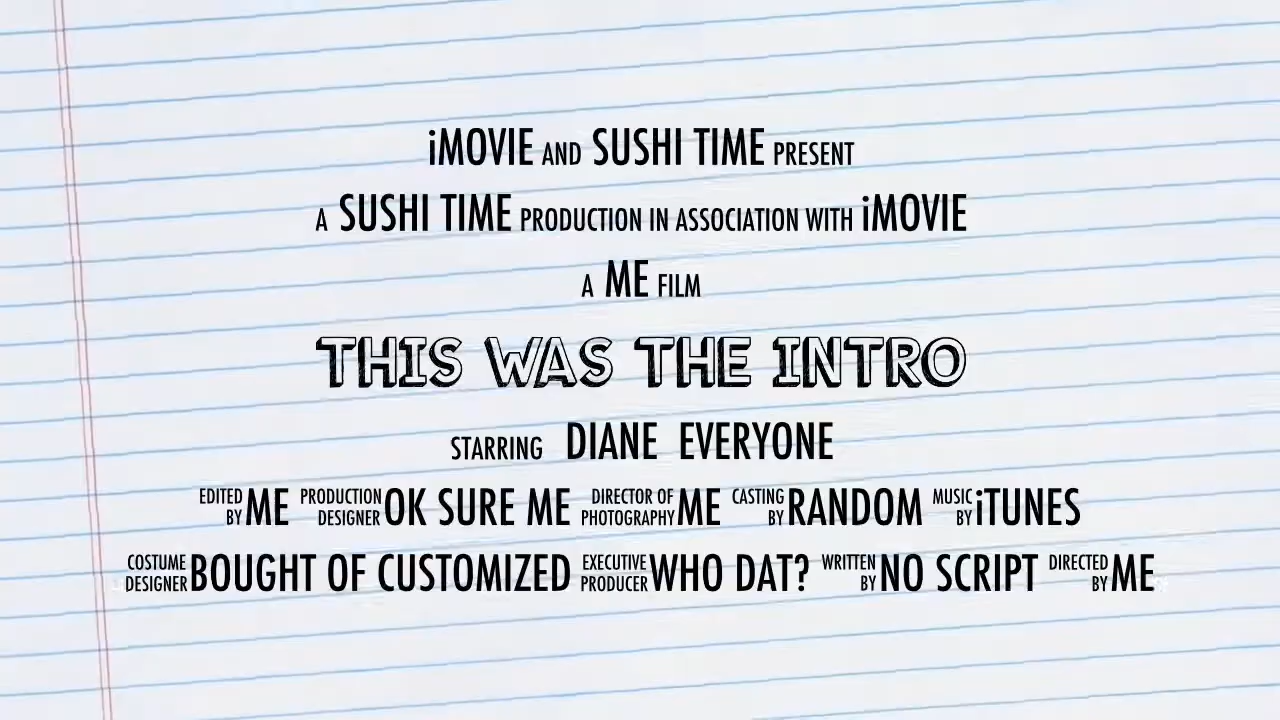 iMOVIE AND SUSHI TIME PRESENT
A SUSHI TIME PRODUCTION IN ASSOCIATION WITH iMOVIE
A ME FILM
THIS WAS THE INTRO
STARRING DIANE EVERYONE
EDITED BY ME PRODUCTION DESIGNER OK SURE ME DIRECTOR OF PHOTOGRAPHY ME CASTING BY RANDOM MUSIC BY iTUNES
COSTUME DESIGNER BOUGHT OF CUSTOMIZED EXECUTIVE PRODUCER WHO DAT? WRITTEN BY NO SCRIPT DIRECTED BY ME